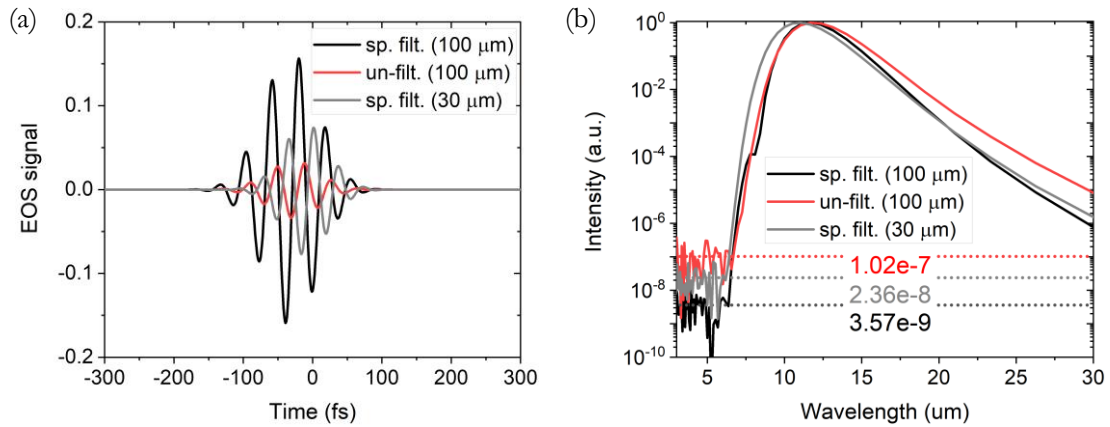 (a)
sp. filt. (100 μm)
un-filt. (100 μm)
sp. filt. (30 μm)
EOS signal
0.2
0.1
0.0
-0.1
-0.2
-300
-200
-100
0
100
200
300
Time (fs)
(b)
Intensity (a.u.)
10^0
10^-2
10^-4
10^-6
10^-8
10^-10
sp. filt. (100 μm)
un-filt. (100 μm)
sp. filt. (30 μm)
1.02e-7
2.36e-8
3.57e-9
5
10
15
20
25
30
Wavelength (um)